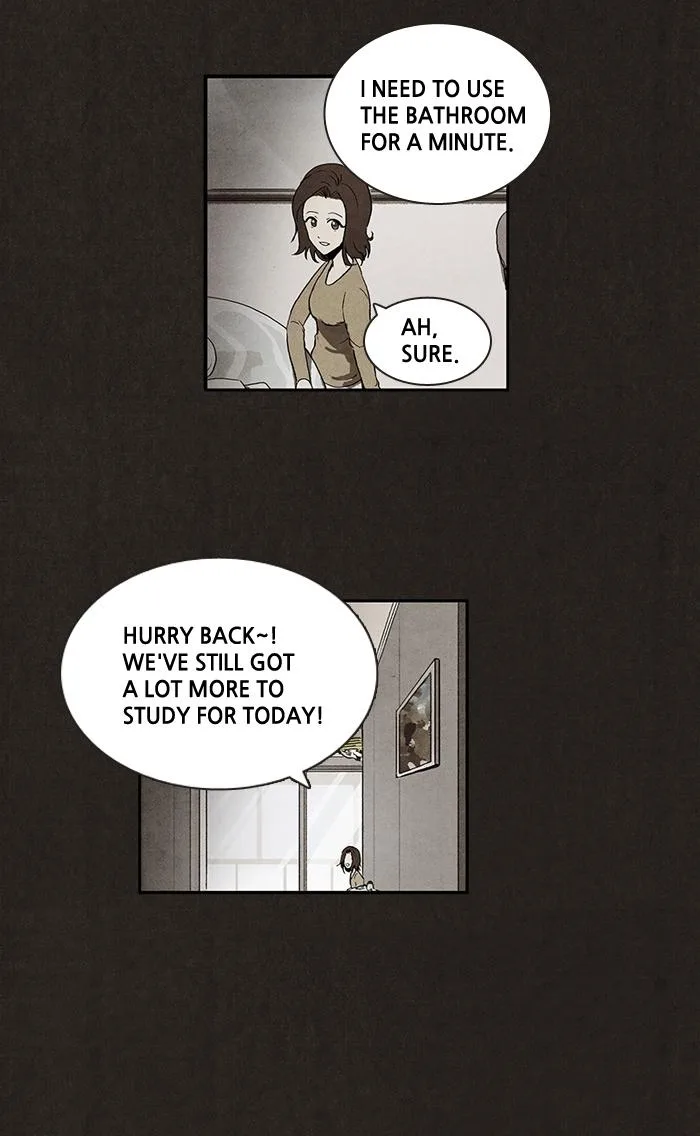 I NEED TO USE
THE BATHROOM
FOR A MINUTE.
AH,
SURE.
HURRY BACK~!
WE'VE STILL GOT
A LOT MORE TO
STUDY FOR TODAY!